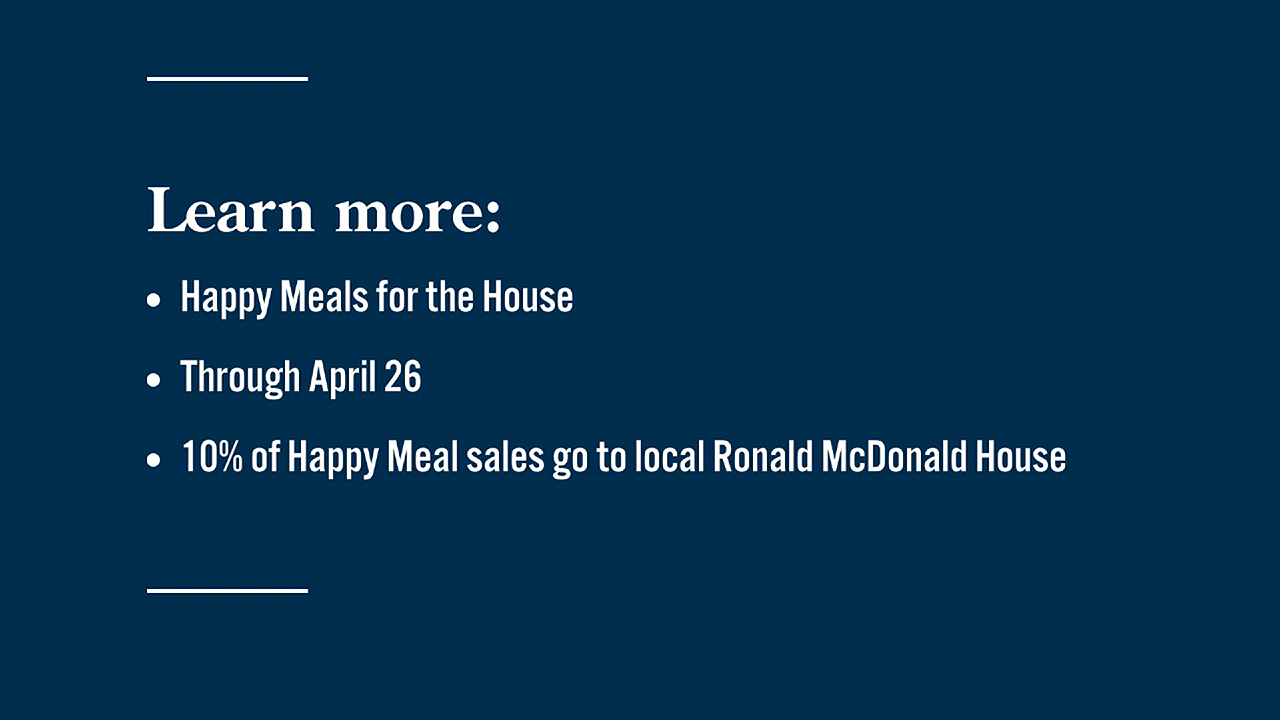 Learn more:
• Happy Meals for the House
• Through April 26
• 10% of Happy Meal sales go to local Ronald McDonald House